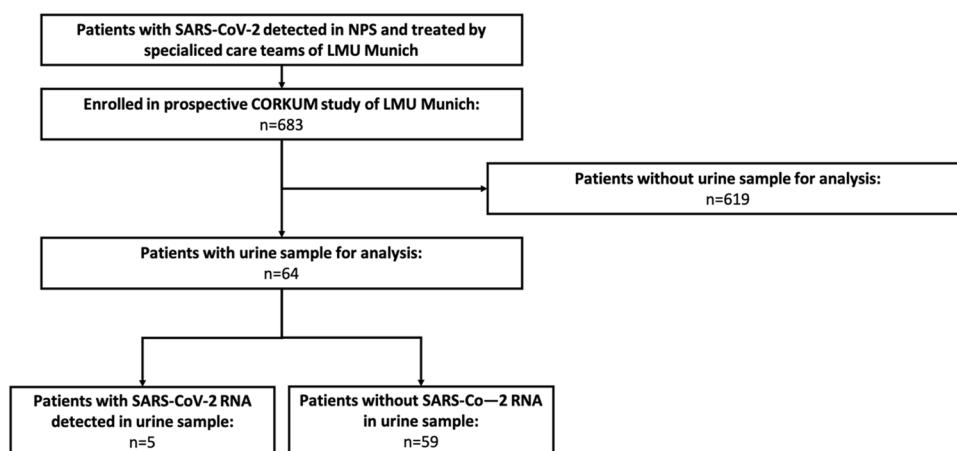 Patients with SARS-CoV-2 detected in NPS and treated by
specialiced care teams of LMU Munich
Enrolled in prospective CORKUM study of LMU Munich:
n=683
Patients without urine sample for analysis:
n=619
Patients with urine sample for analysis:
n=64
Patients with SARS-CoV-2 RNA
detected in urine sample:
n=5
Patients without SARS-Co—2 RNA
in urine sample:
n=59